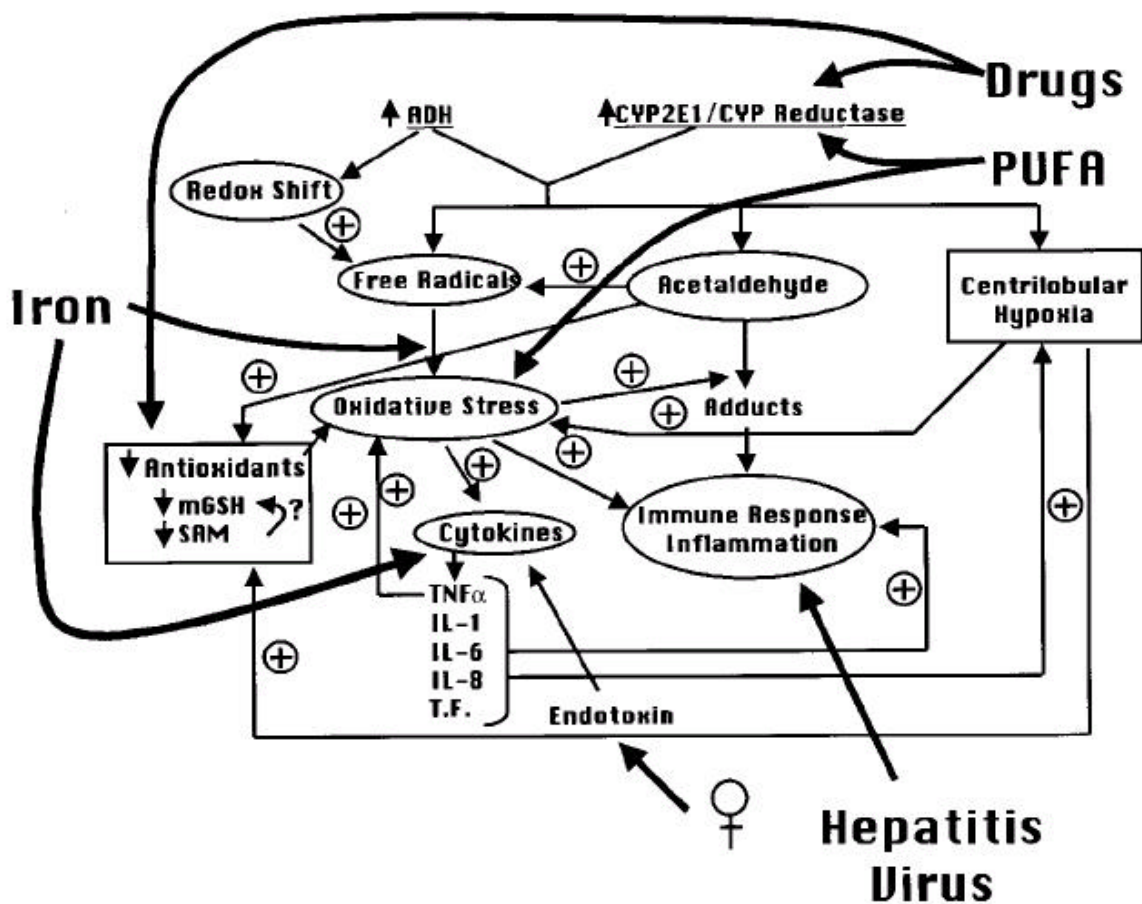 Drugs
↑ ADH
↑ CYP2E1/CYP Reductase
PUFA
Redox Shift
+
Free Radicals
+
Acetaldehyde
Centrilobular
Hypoxia
Iron
+
Oxidative Stress
+
+
Adducts
↓ Antioxidants
↓ mGSH
?
↓ SAM
+
+
+
+
Cytokines
Immune Response
Inflammation
+
+
TNFα
IL-1
IL-6
IL-8
T.F.
+
Endotoxin
♀
Hepatitis
Virus